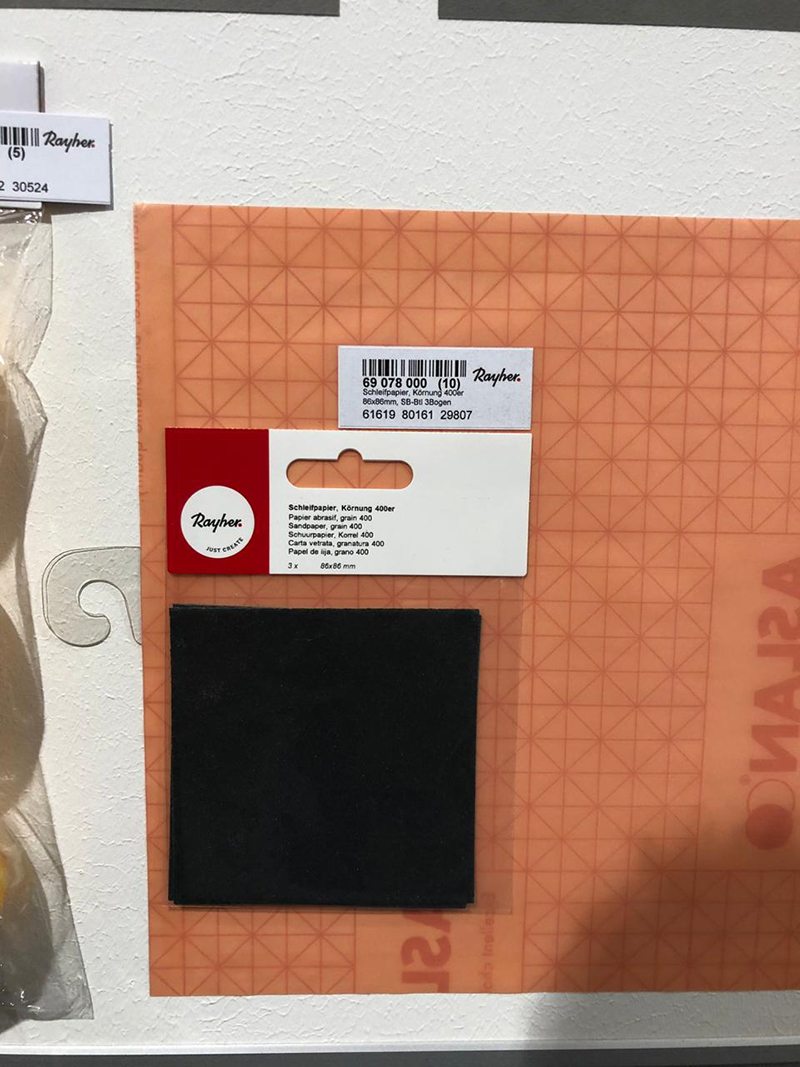 Rayher.
(5)
2 30524
69 078 000 (10) Rayher.
Schleifpapier, Körnung 400er
86x86mm, SB-Btl 3Bogen
61619 80161 29807
Rayher.
JUST CREATE
Schleifpapier, Körnung 400er
Papier abrasif, grain 400
Sandpaper, grain 400
Schuurpapier, Korrel 400
Carta vetrata, granatura 400
Papel de lija, grano 400
3 x 86x86 mm
ASLAN
ASL